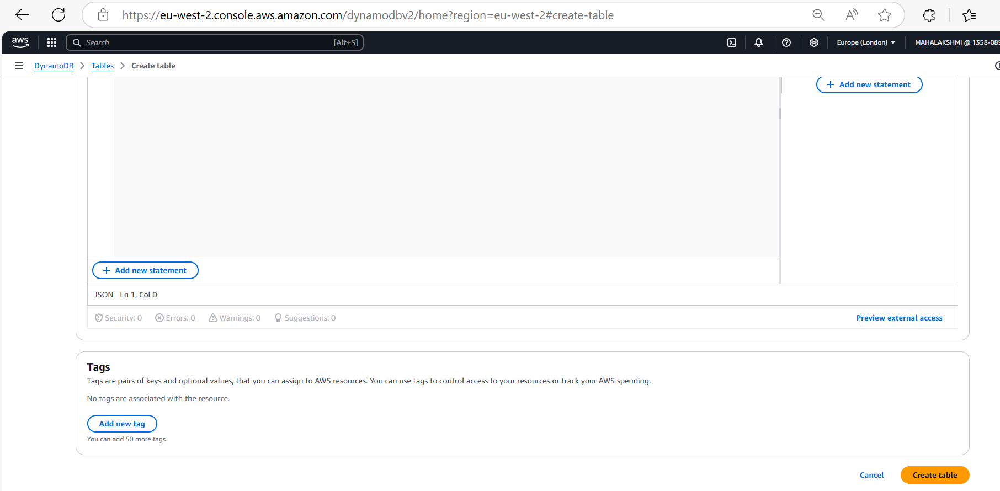 https://eu-west-2.console.aws.amazon.com/dynamodbv2/home?region=eu-west-2#create-table
aws Search [Alt+S] Europe (London) MAHALAKSHMI @ 1358-089
DynamoDB Tables Create table
+ Add new statement
+ Add new statement
JSON Ln 1, Col 0
Security: 0 Errors: 0 Warnings: 0 Suggestions: 0 Preview external access
Tags
Tags are pairs of keys and optional values, that you can assign to AWS resources. You can use tags to control access to your resources or track your AWS spending.
No tags are associated with the resource.
Add new tag
You can add 50 more tags.
Cancel Create table